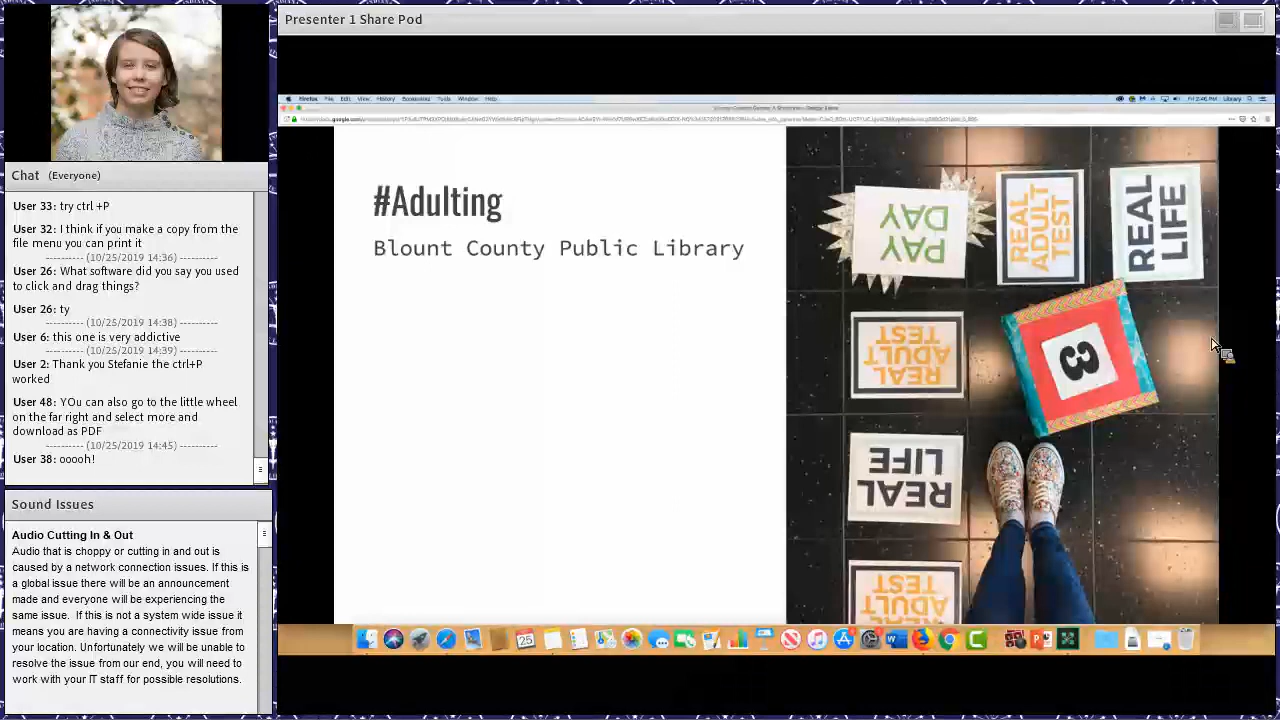 Presenter 1 Share Pod
Chat (Everyone)
User 33: try ctrl +P
User 32: I think if you make a copy from the
file menu you can print it
---------- (10/25/2019 14:36) ----------
User 26: What software did you say you used
to click and drag things?
User 26: ty
---------- (10/25/2019 14:38) ----------
User 6: this one is very addictive
---------- (10/25/2019 14:39) ----------
User 2: Thank you Stefanie the ctrl+P
worked
User 48: YOu can also go to the little wheel
on the far right and select more and
download as PDF
---------- (10/25/2019 14:45) ----------
User 38: ooooh!
Sound Issues
Audio Cutting In & Out
Audio that is choppy or cutting in and out is
caused by a network connection issues. If this is
a global issue there will be an announcement
made and everyone will be experiencing the
same issue. If this is not a system wide issue it
means you are having a connectivity issue from
your location. Unfortunately we will be unable to
resolve the issue from our end, you will need to
work with your IT staff for possible resolutions.
Firefox File Edit View History Bookmarks Tools Window Help
#Adulting
Blount County Public Library
PAY
DAY
REAL
ADULT
TEST
REAL
LIFE
3
REAL
ADULT
TEST
REAL
LIFE
REAL
ADULT
TEST
25